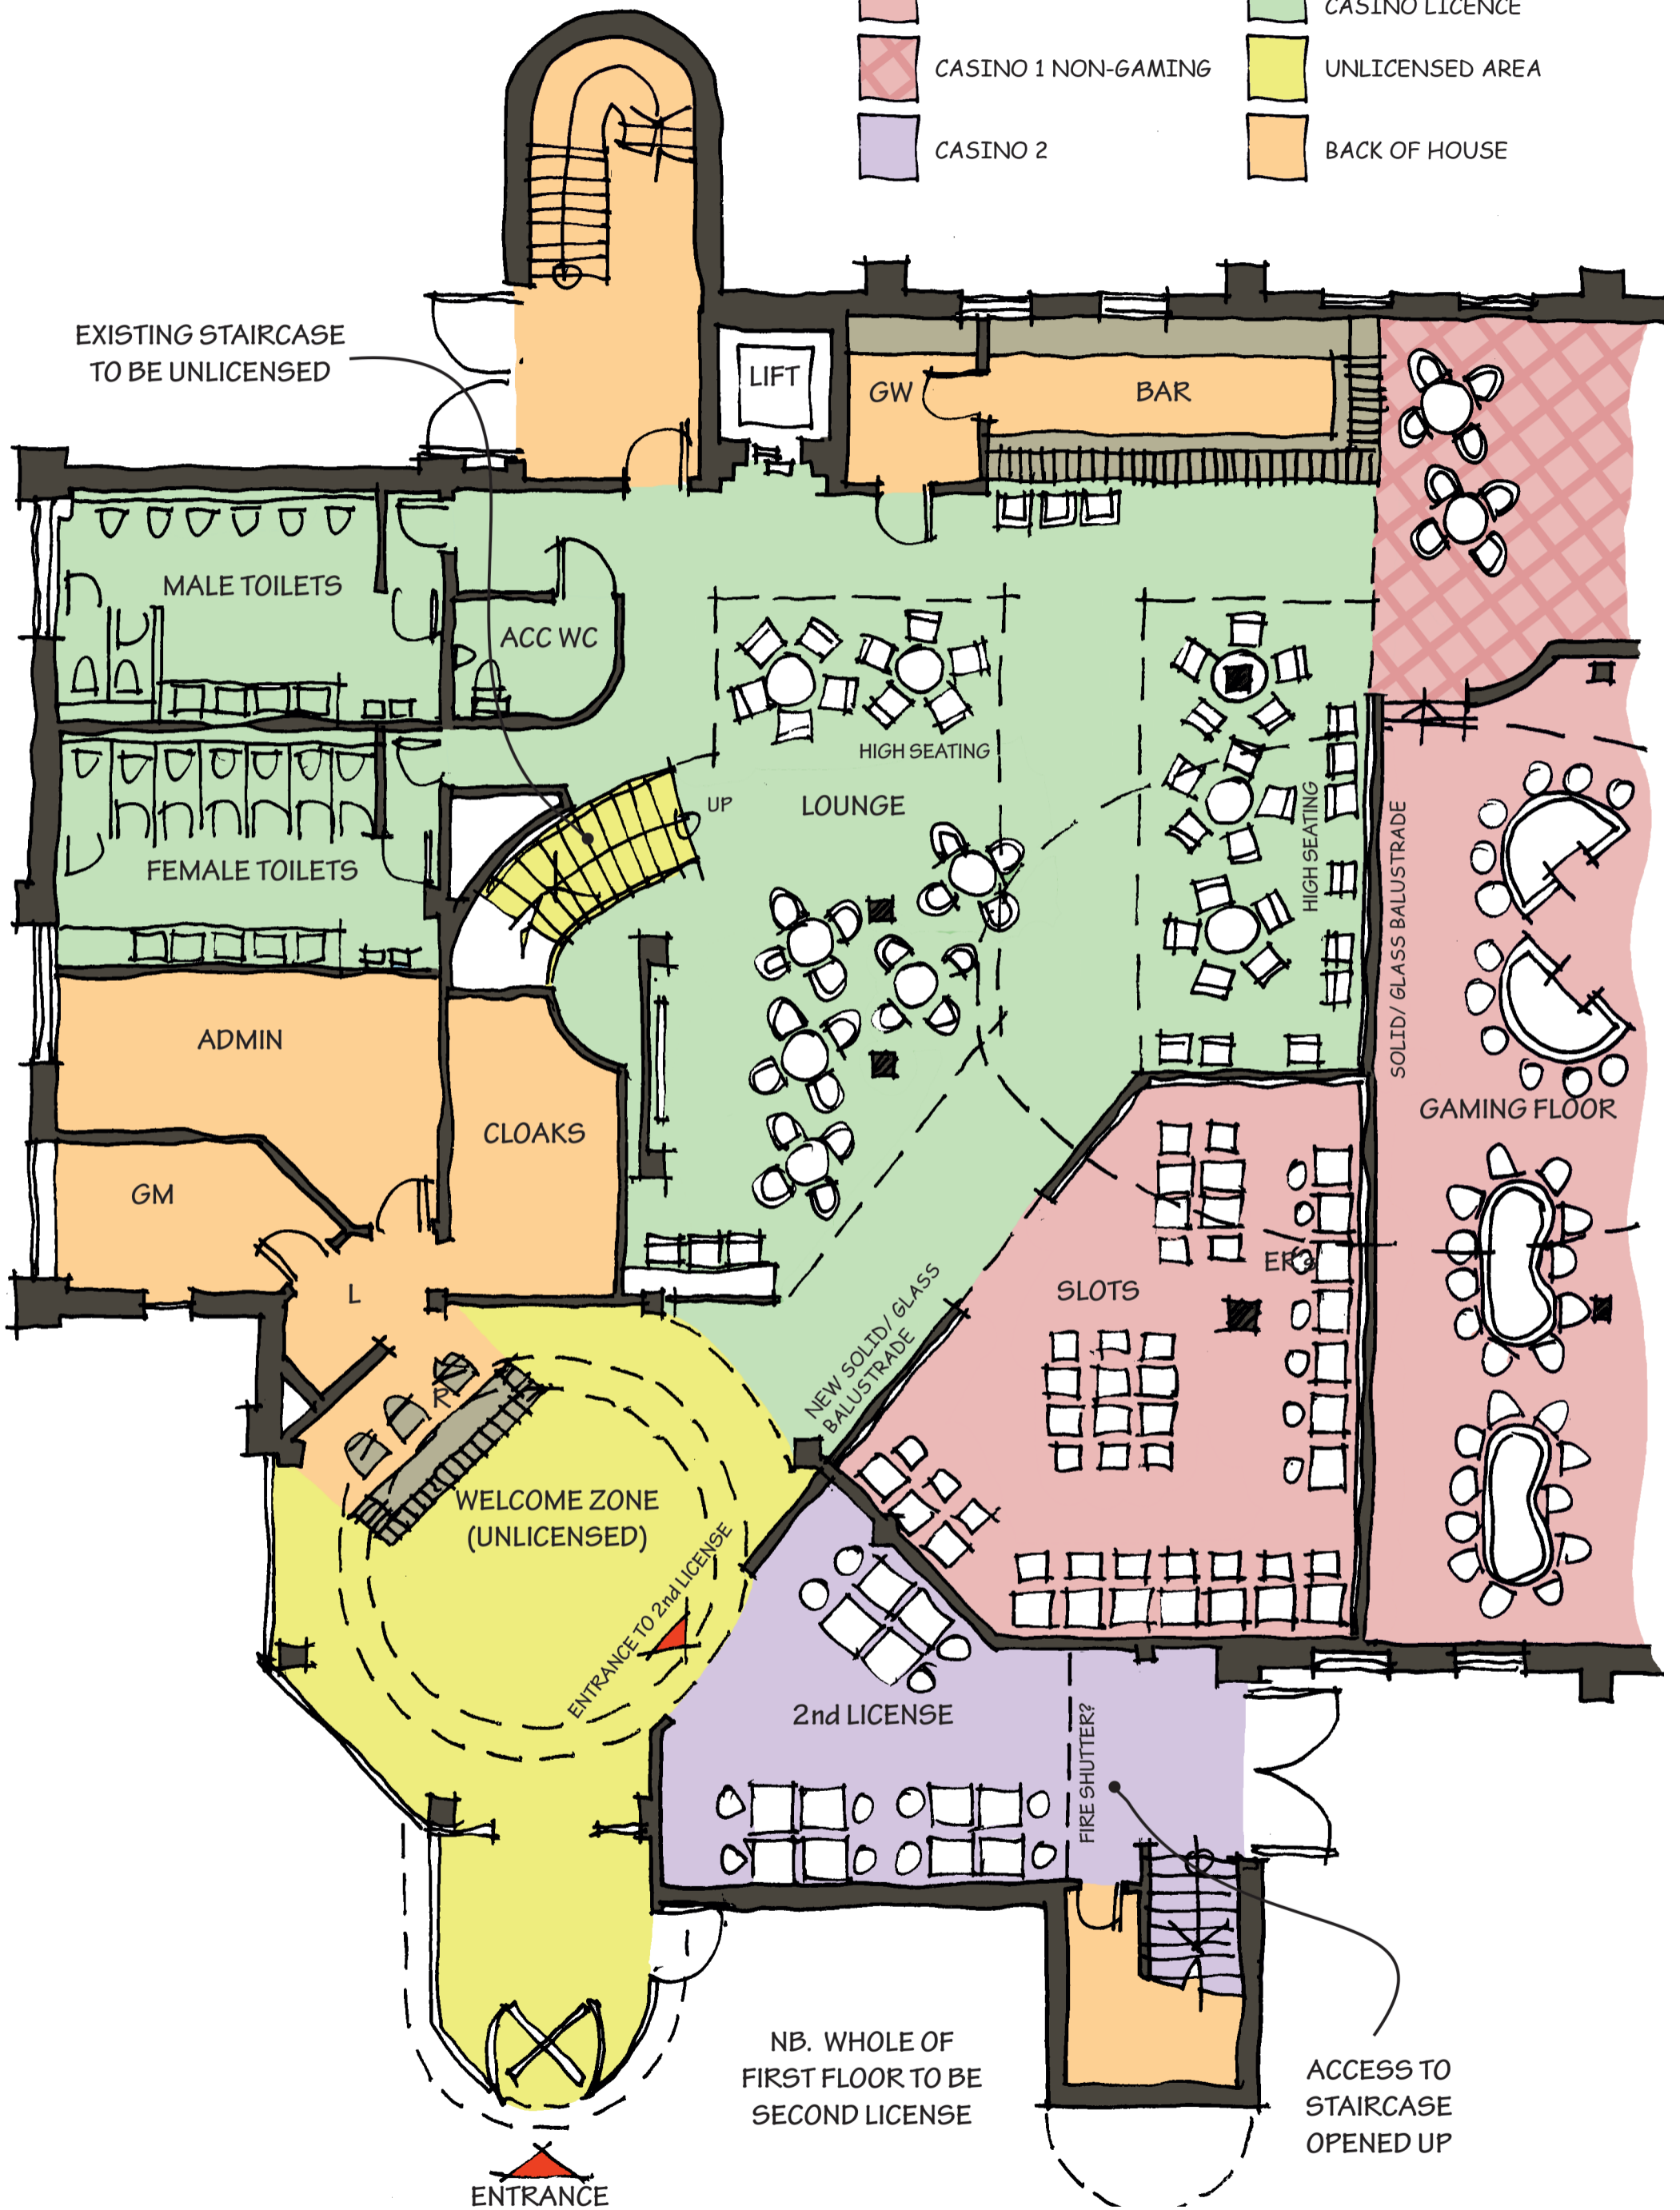 CASINO LICENCE
CASINO 1 NON-GAMING
UNLICENSED AREA
CASINO 2
BACK OF HOUSE
EXISTING STAIRCASE
TO BE UNLICENSED
LIFT
GW
BAR
MALE TOILETS
ACC WC
HIGH SEATING
UP
LOUNGE
HIGH SEATING
SOLID/ GLASS BALUSTRADE
FEMALE TOILETS
ADMIN
GAMING FLOOR
CLOAKS
GM
L
SLOTS
NEW SOLID/ GLASS
BALUSTRADE
R
WELCOME ZONE
(UNLICENSED)
ENTRANCE TO 2nd LICENSE
2nd LICENSE
FIRE SHUTTER?
NB. WHOLE OF
FIRST FLOOR TO BE
SECOND LICENSE
ACCESS TO
STAIRCASE
OPENED UP
ENTRANCE